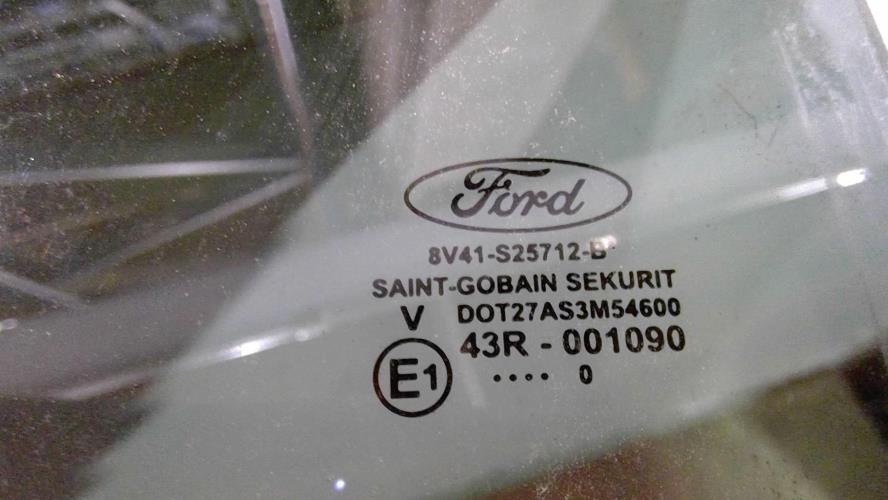 Ford
8V41-S25712-B
SAINT-GOBAIN SEKURIT
V DOT27AS3M54600
43R - 001090
E1 .... 0